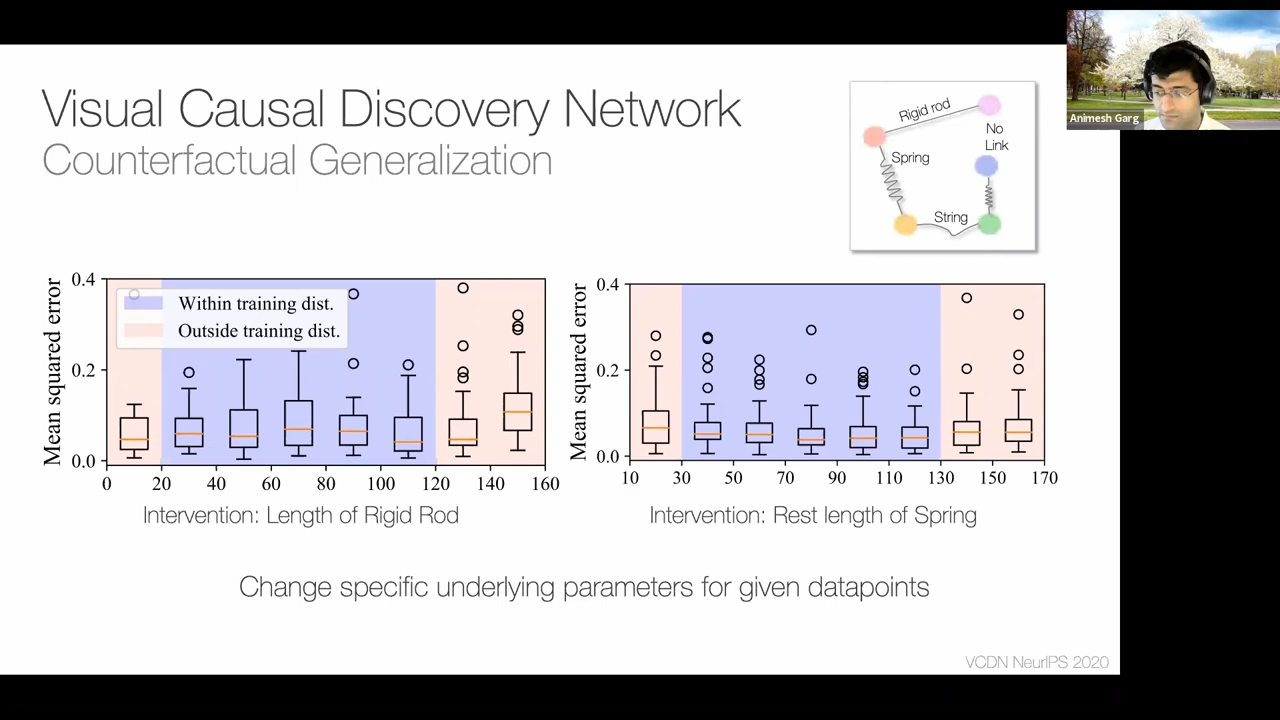 Visual Causal Discovery Network
Counterfactual Generalization
Rigid rod
No
Link
Spring
String
Animesh Garg
Mean squared error
0.4
0.2
0.0
Within training dist.
Outside training dist.
0 20 40 60 80 100 120 140 160
Intervention: Length of Rigid Rod
Mean squared error
0.4
0.2
0.0
10 30 50 70 90 110 130 150 170
Intervention: Rest length of Spring
Change specific underlying parameters for given datapoints
VCDN NeurIPS 2020